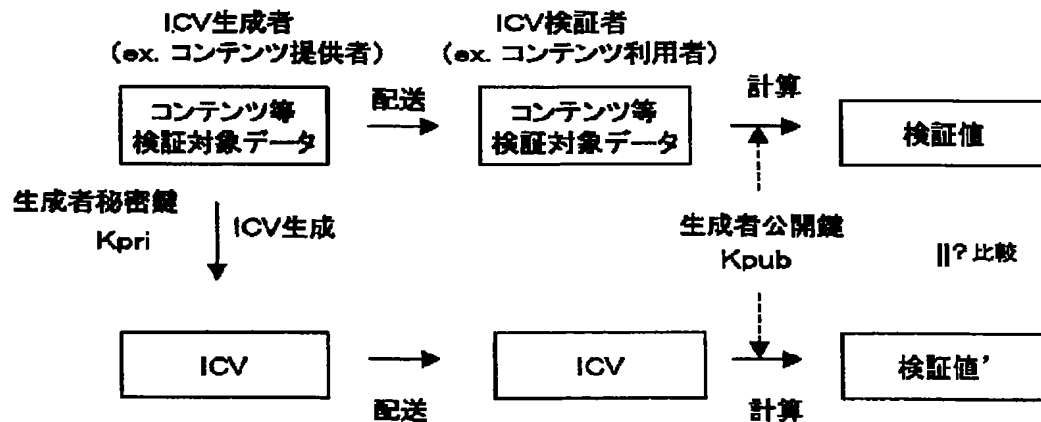 ICV生成者
(ex. コンテンツ提供者)
ICV検証者
(ex. コンテンツ利用者)
コンテンツ等
検証対象データ
配送
コンテンツ等
検証対象データ
計算
検証値
生成者秘密鍵
Kpri
ICV生成
生成者公開鍵
Kpub
||?比較
ICV
配送
ICV
計算
検証値’